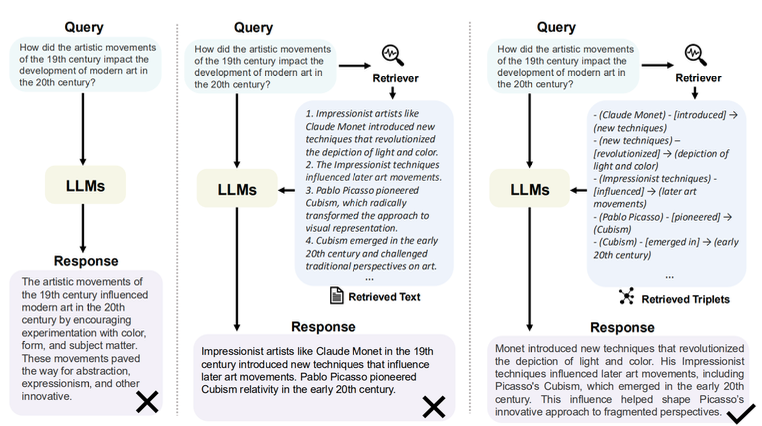 Query
How did the artistic movements
of the 19th century impact the
development of modern art in
the 20th century?
LLMs
Response
The artistic movements of
the 19th century influenced
modern art in the 20th
century by encouraging
experimentation with color,
form, and subject matter.
These movements paved
the way for abstraction,
expressionism, and other
innovative.
Query
How did the artistic movements
of the 19th century impact the
development of modern art in
the 20th century?
Retriever
1. Impressionist artists like
Claude Monet introduced new
techniques that revolutionized
the depiction of light and color.
2. The Impressionist techniques
influenced later art movements.
3. Pablo Picasso pioneered
Cubism, which radically
transformed the approach to
visual representation.
4. Cubism emerged in the early
20th century and challenged
traditional perspectives on art.
...
Retrieved Text
LLMs
Response
Impressionist artists like Claude Monet in the 19th
century introduced new techniques that influence
later art movements. Pablo Picasso pioneered
Cubism relativity in the early 20th century.
Query
How did the artistic movements
of the 19th century impact the
development of modern art in
the 20th century?
Retriever
- (Claude Monet) - [introduced] →
(new techniques)
- (new techniques) –
[revolutionized] → (depiction of
light and color)
- (Impressionist techniques) -
[influenced] → (later art
movements)
- (Pablo Picasso) - [pioneered] →
(Cubism)
- (Cubism) - [emerged in] → (early
20th century)
...
Retrieved Triplets
LLMs
Response
Monet introduced new techniques that revolutionized
the depiction of light and color. His Impressionist
techniques influenced later art movements, including
Picasso's Cubism, which emerged in the early 20th
century. This influence helped shape Picasso's
innovative approach to fragmented perspectives.